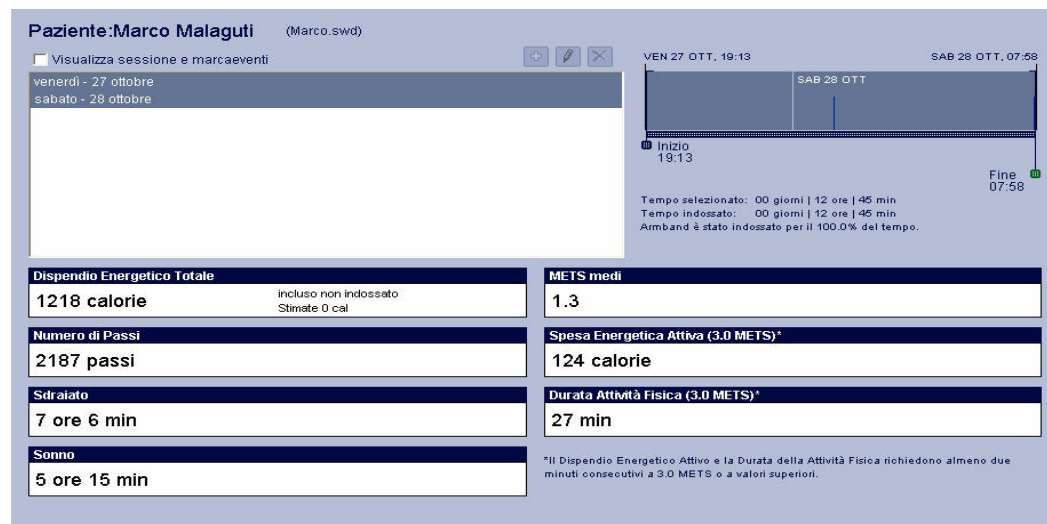 Paziente:Marco Malaguti (Marco.swd)
Visualizza sessione e marcaeventi
venerdì - 27 ottobre
sabato - 28 ottobre
VEN 27 OTT, 19:13 SAB 28 OTT, 07:58
SAB 28 OTT
Inizio
19:13
Fine
07:58
Tempo selezionato: 00 giorni | 12 ore | 45 min
Tempo indossato: 00 giorni | 12 ore | 45 min
Armband è stato indossato per il 100.0% del tempo.
Dispendio Energetico Totale
1218 calorie
incluso non indossato
Stimate 0 cal
METS medi
1.3
Numero di Passi
2187 passi
Spesa Energetica Attiva (3.0 METS)*
124 calorie
Sdraiato
7 ore 6 min
Durata Attività Fisica (3.0 METS)*
27 min
Sonno
5 ore 15 min
*Il Dispendio Energetico Attivo e la Durata della Attività Fisica richiedono almeno due
minuti consecutivi a 3.0 METS o a valori superiori.